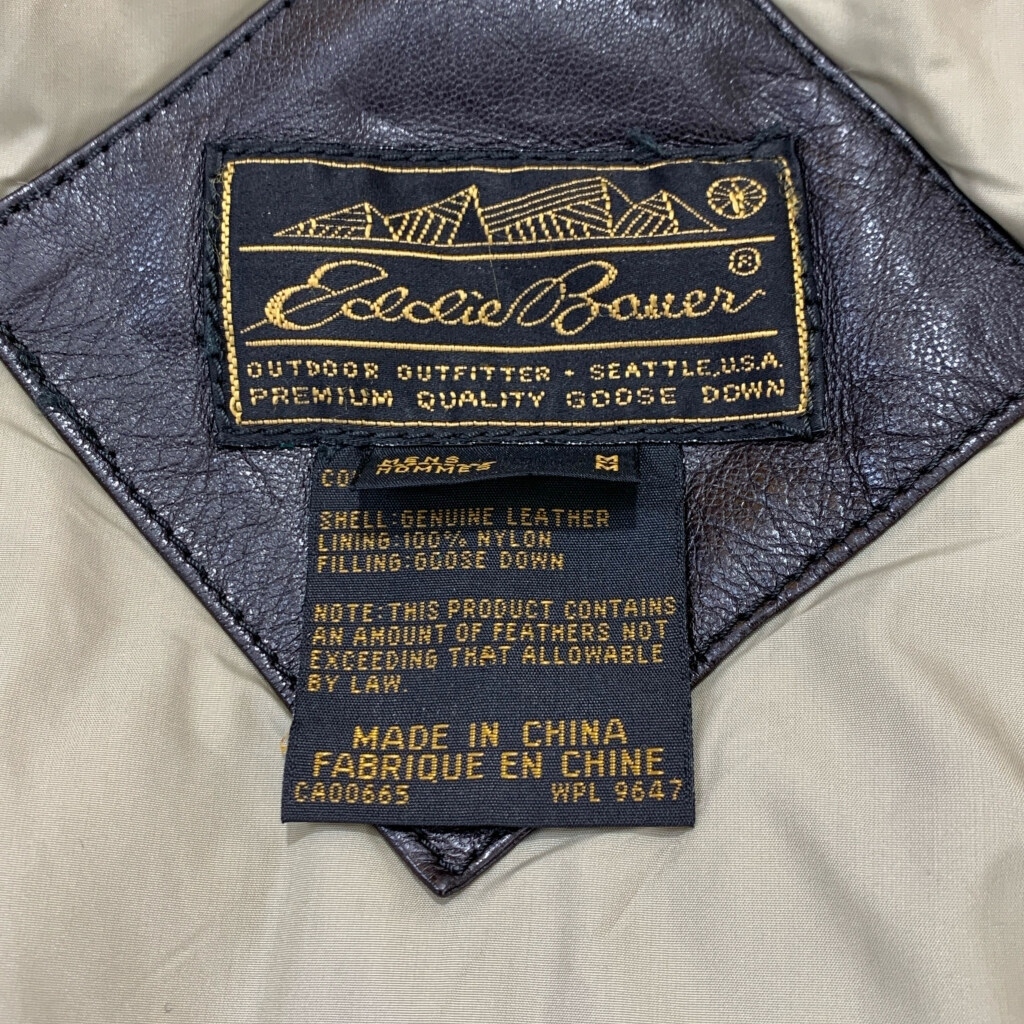 Eddie Bauer ®
OUTDOOR OUTFITTER - SEATTLE, U.S.A.
PREMIUM QUALITY GOOSE DOWN
MENS M
HOMMES
SHELL: GENUINE LEATHER
LINING: 100% NYLON
FILLING: GOOSE DOWN
NOTE: THIS PRODUCT CONTAINS
AN AMOUNT OF FEATHERS NOT
EXCEEDING THAT ALLOWABLE
BY LAW.
MADE IN CHINA
FABRIQUE EN CHINE
CA00665 WPL 9647